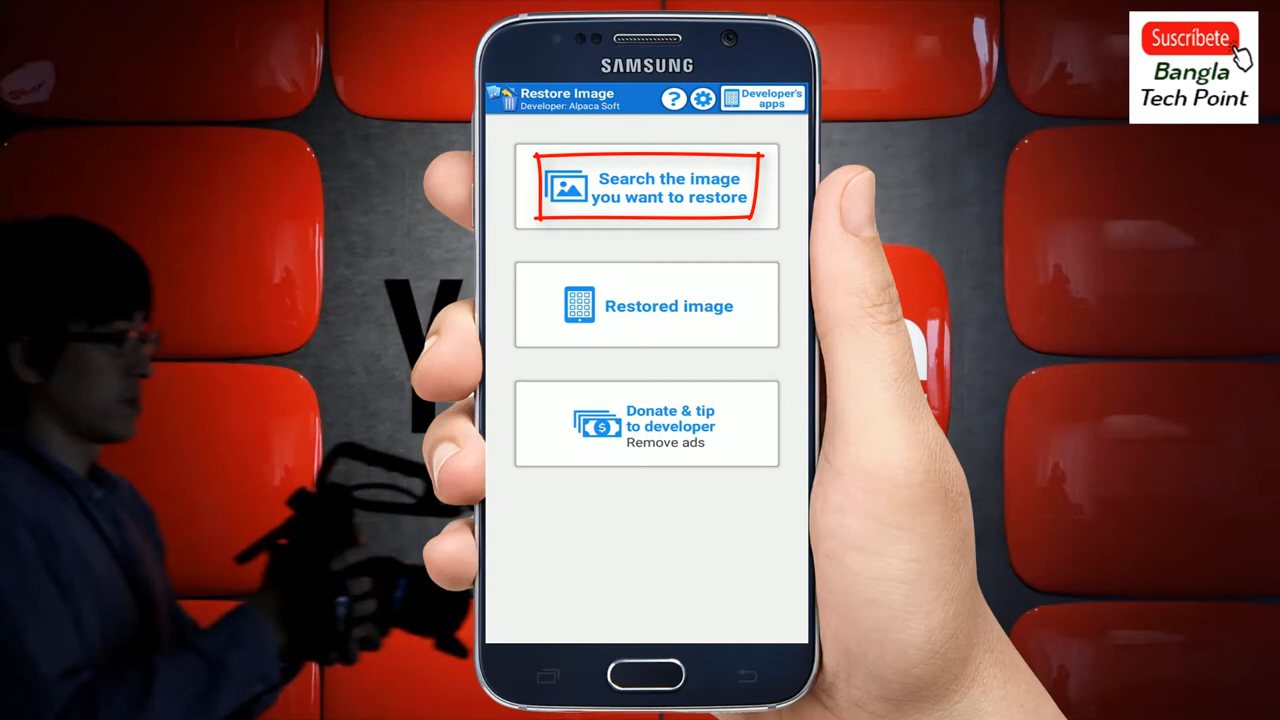 Suscríbete
Bangla
Tech Point
SAMSUNG
Restore Image
Developer: Alpaca Soft
?
Developer's
apps
Search the image
you want to restore
Restored image
Donate & tip
to developer
Remove ads
Y